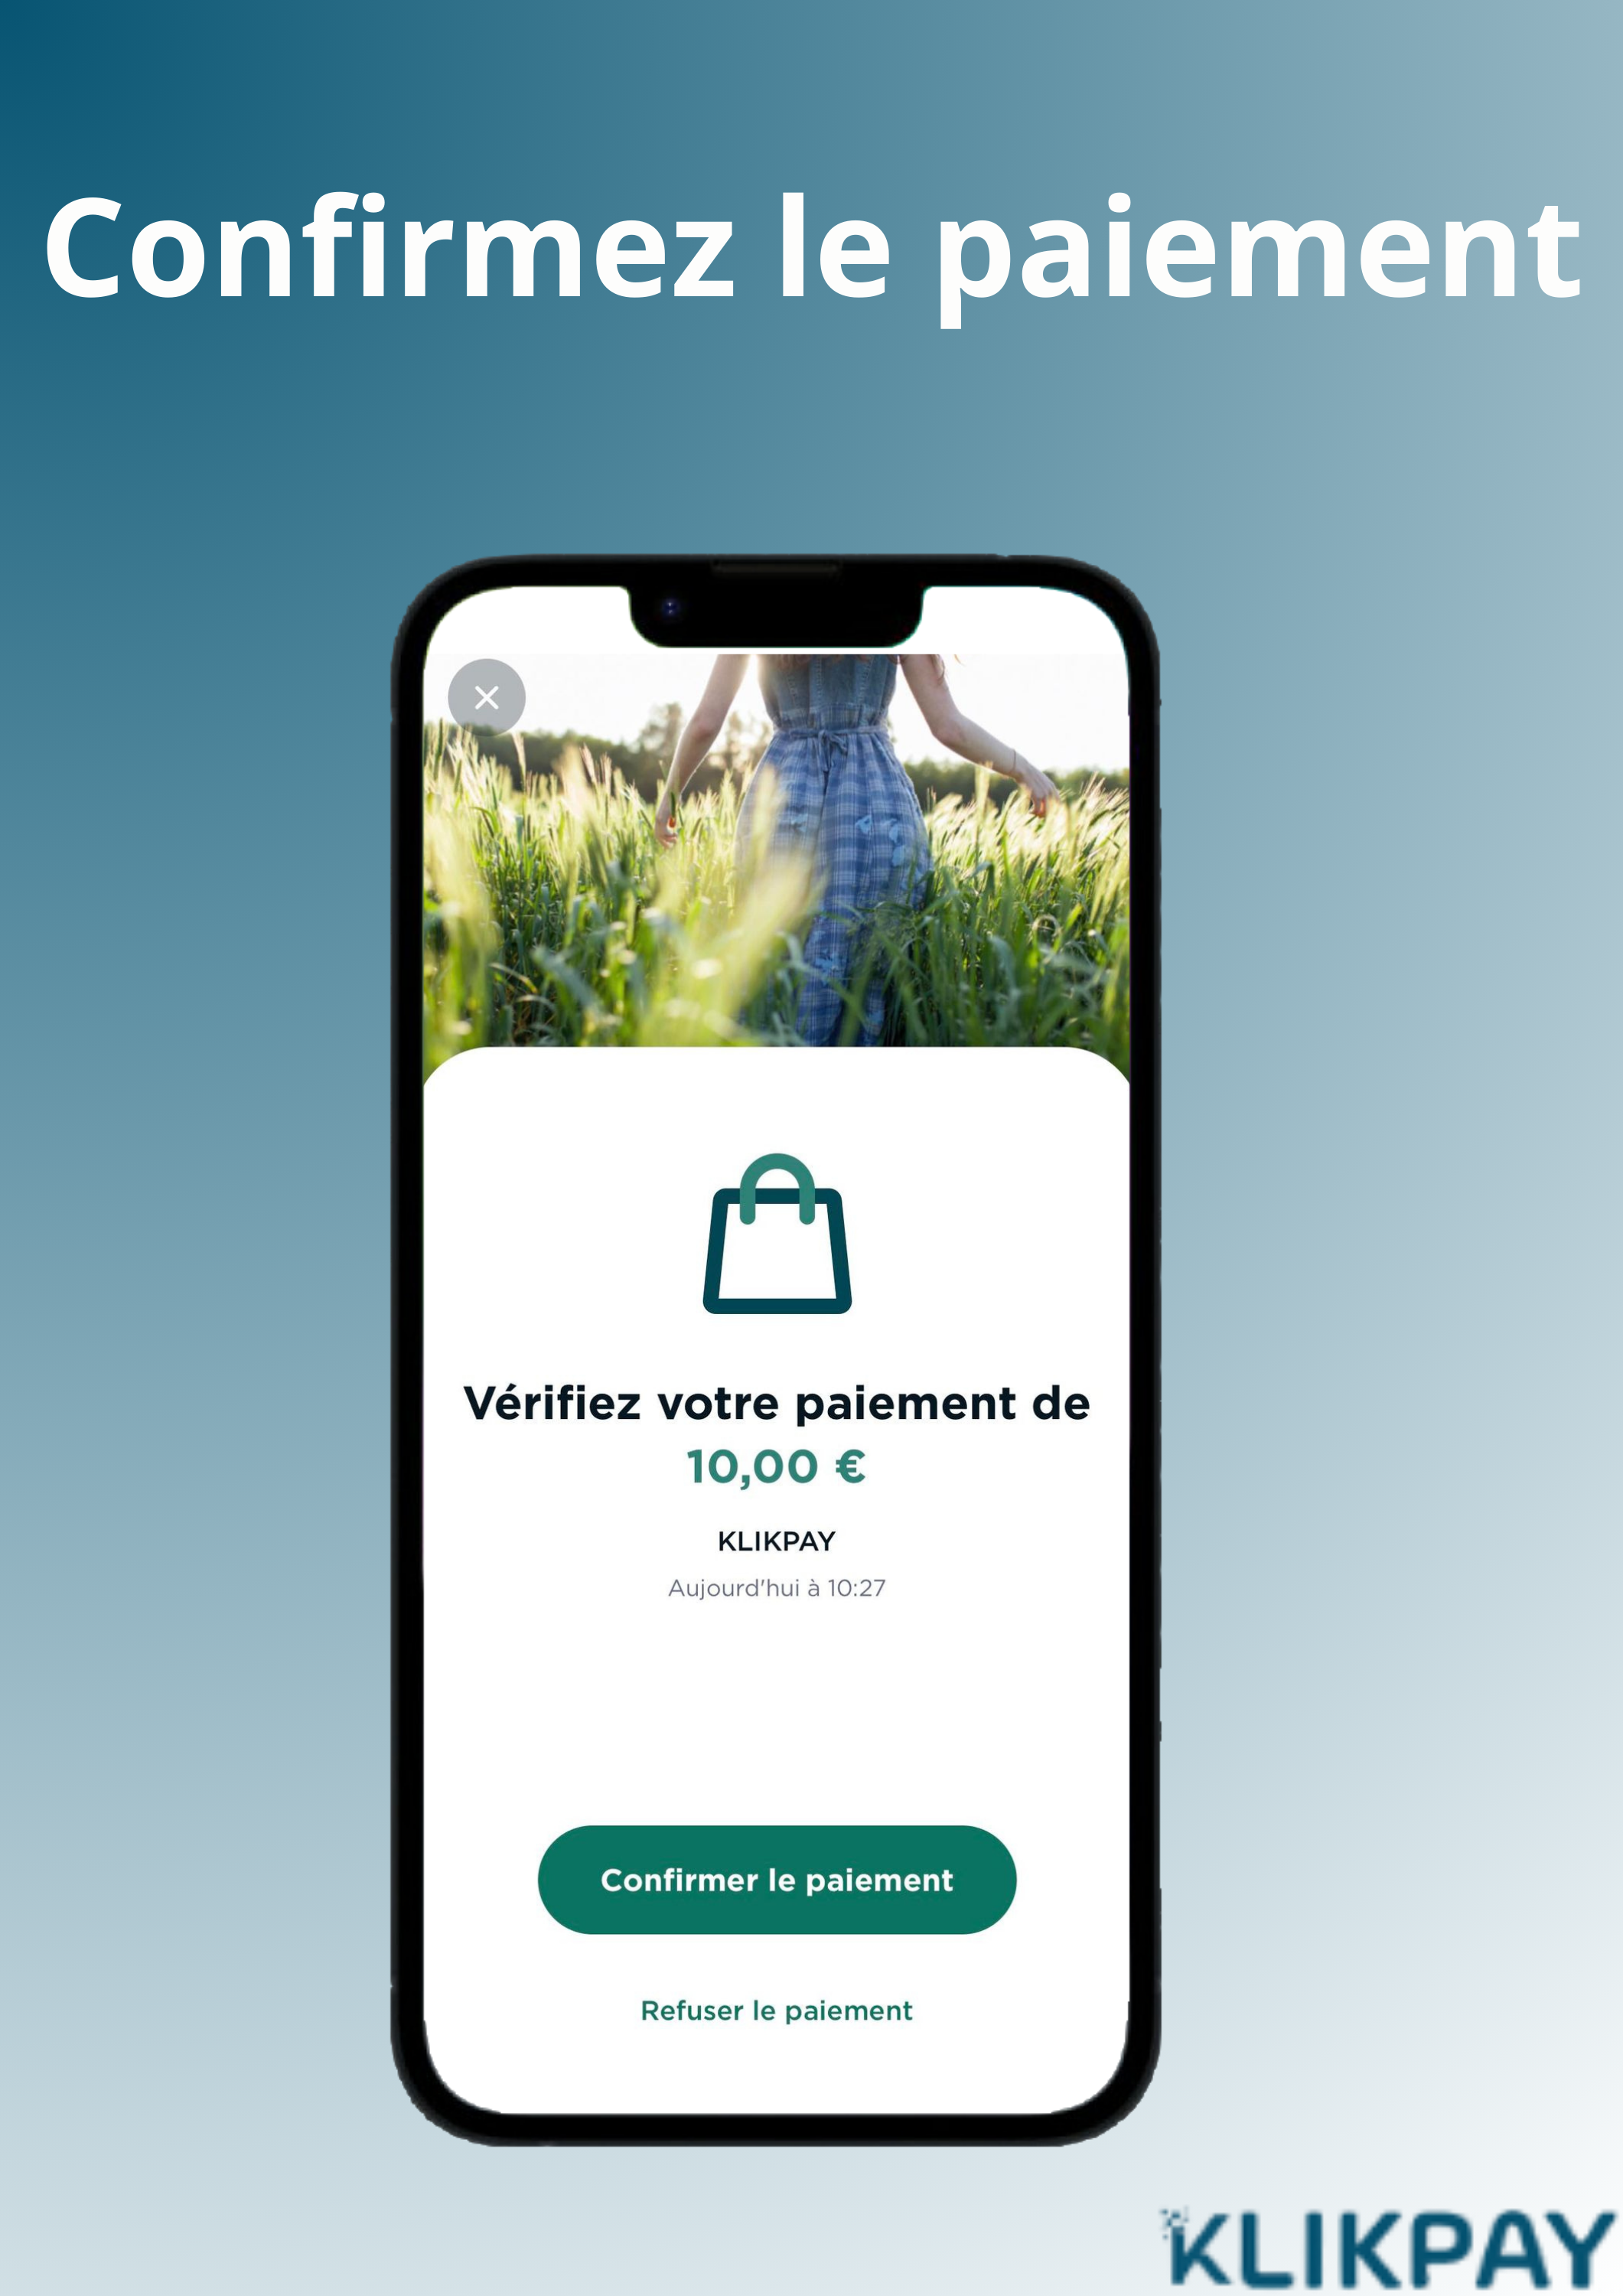 Confirmez le paiement
Vérifiez votre paiement de
10,00 €
KLIKPAY
Aujourd'hui à 10:27
Confirmer le paiement
Refuser le paiement
KLIKPAY